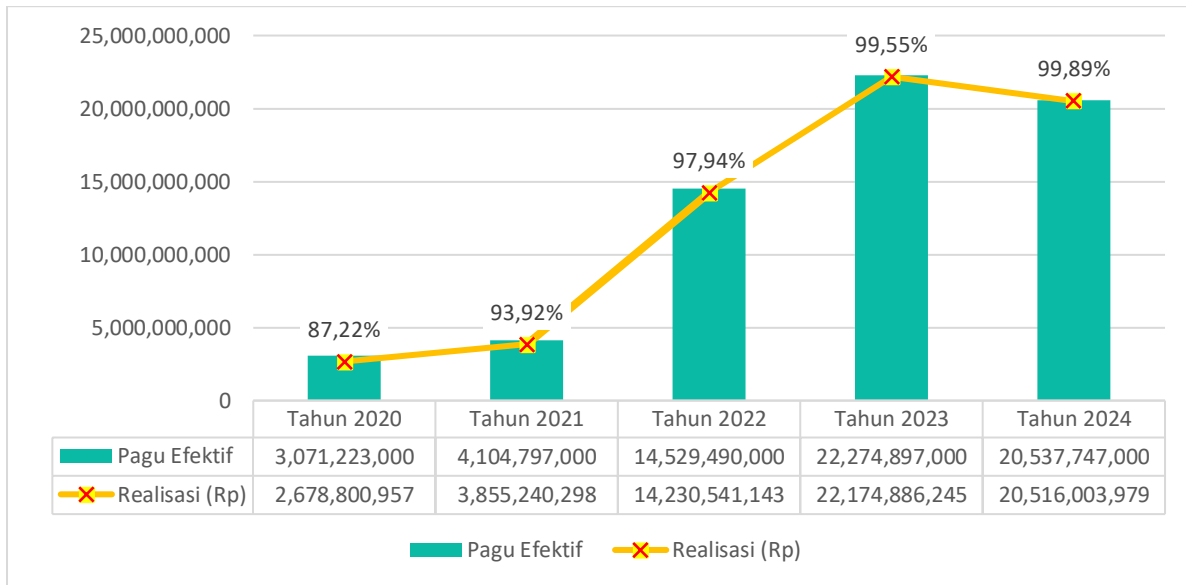 25,000,000,000
20,000,000,000
15,000,000,000
10,000,000,000
5,000,000,000
0
87,22%
93,92%
97,94%
99,55%
99,89%
Tahun 2020 Tahun 2021 Tahun 2022 Tahun 2023 Tahun 2024
Pagu Efektif 3,071,223,000 4,104,797,000 14,529,490,000 22,274,897,000 20,537,747,000
Realisasi (Rp) 2,678,800,957 3,855,240,298 14,230,541,143 22,174,886,245 20,516,003,979
Pagu Efektif Realisasi (Rp)